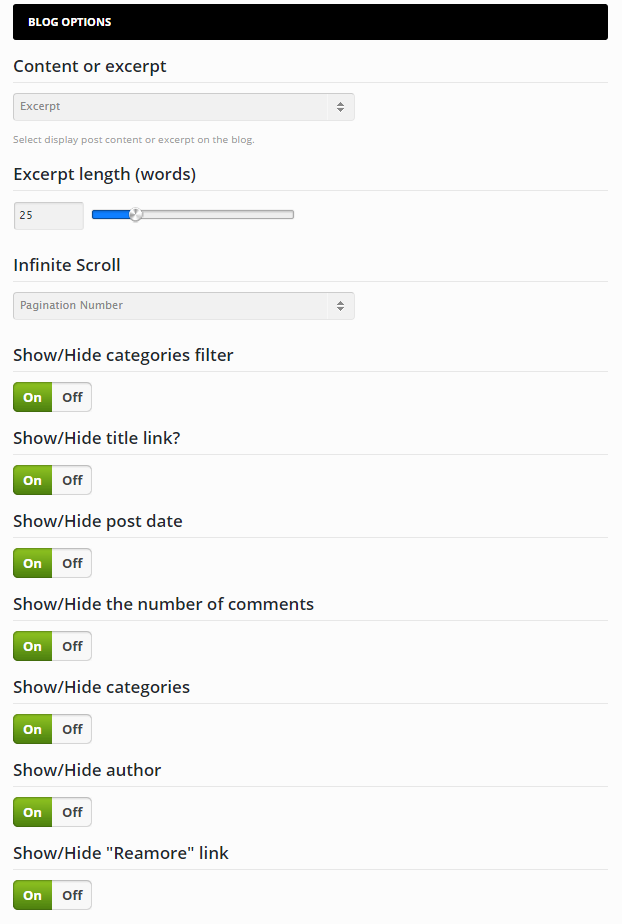 BLOG OPTIONS
Content or excerpt
Excerpt
Select display post content or excerpt on the blog.
Excerpt length (words)
25
Infinite Scroll
Pagination Number
Show/Hide categories filter
On Off
Show/Hide title link?
On Off
Show/Hide post date
On Off
Show/Hide the number of comments
On Off
Show/Hide categories
On Off
Show/Hide author
On Off
Show/Hide "Reamore" link
On Off